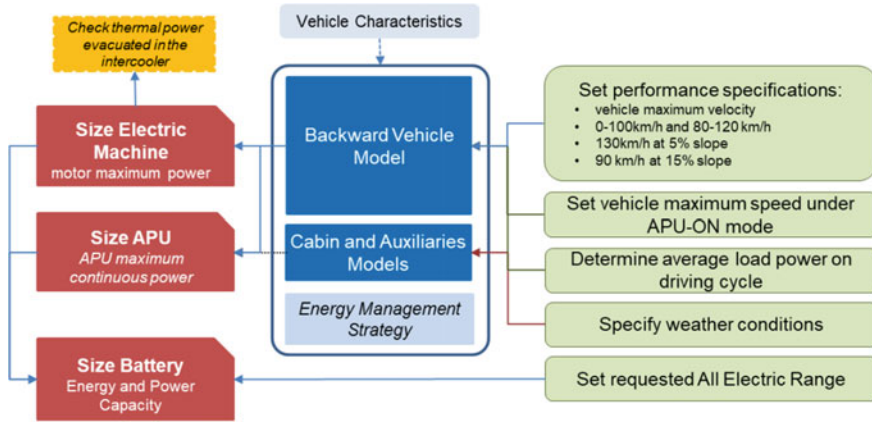 Check thermal power
evacuated in the
intercooler
Vehicle Characteristics
Size Electric
Machine
motor maximum power
Size APU
APU maximum
continuous power
Size Battery
Energy and Power
Capacity
Backward Vehicle
Model
Cabin and Auxiliaries
Models
Energy Management
Strategy
Set performance specifications:
• vehicle maximum velocity
• 0-100km/h and 80-120 km/h
• 130km/h at 5% slope
• 90 km/h at 15% slope
Set vehicle maximum speed under
APU-ON mode
Determine average load power on
driving cycle
Specify weather conditions
Set requested All Electric Range